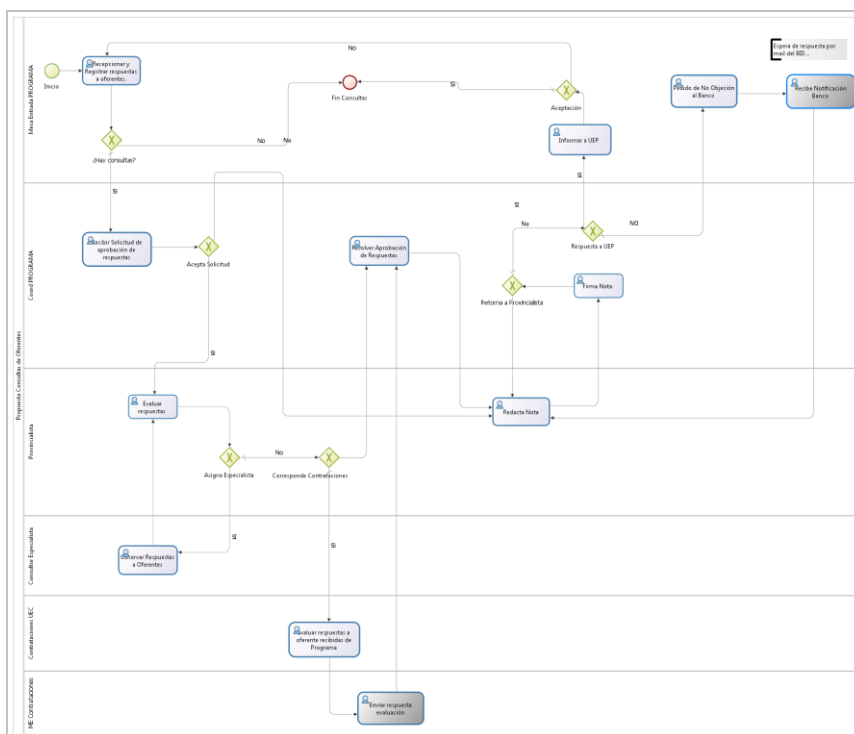 Propuesta Consultas de Oferentes
Mesa Entrada PROGRAMA
Inicio
Recepcionar y
Registrar respuestas
a oferentes.
No
¿Hay consultas?
No
No
Fin Consultas
Si
Aceptación
Informar a UEP
Pedido de No Objeción
al Banco
Espera de respuesta por
mail del BID...
Recibe Notificación
Banco
Si
SI
Coord PROGRAMA
Recibir Solicitud de
aprobación de
respuestas
Acepta Solicitud
Si
Resolver Aprobación
de Respuestas
SI
No
Respuesta a UEP
NO
Retorna a Provincialista
Firma Nota
Provincialista
Evaluar
respuestas
Asigna Especialista
No
Corresponde Contrataciones
Redacta Nota
SI
Si
Consultor Especialista
Observar Respuestas
a Oferentes
Contrataciones UEC
Evaluar respuestas a
oferente recibidas de
Programa
ME Contrataciones
Enviar respuesta
evaluación